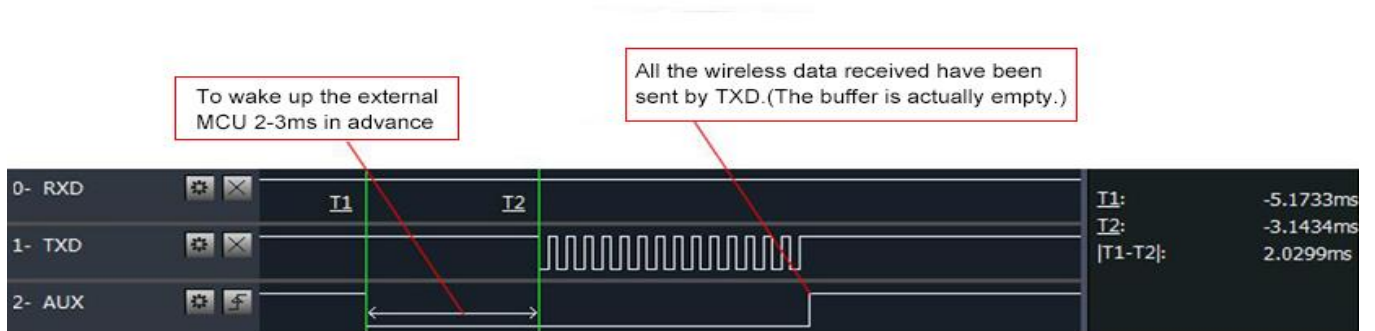 To wake up the external
MCU 2-3ms in advance
All the wireless data received have been
sent by TXD.(The buffer is actually empty.)
0- RXD
T1
T2
1- TXD
2- AUX
T1: -5.1733ms
T2: -3.1434ms
|T1-T2|: 2.0299ms